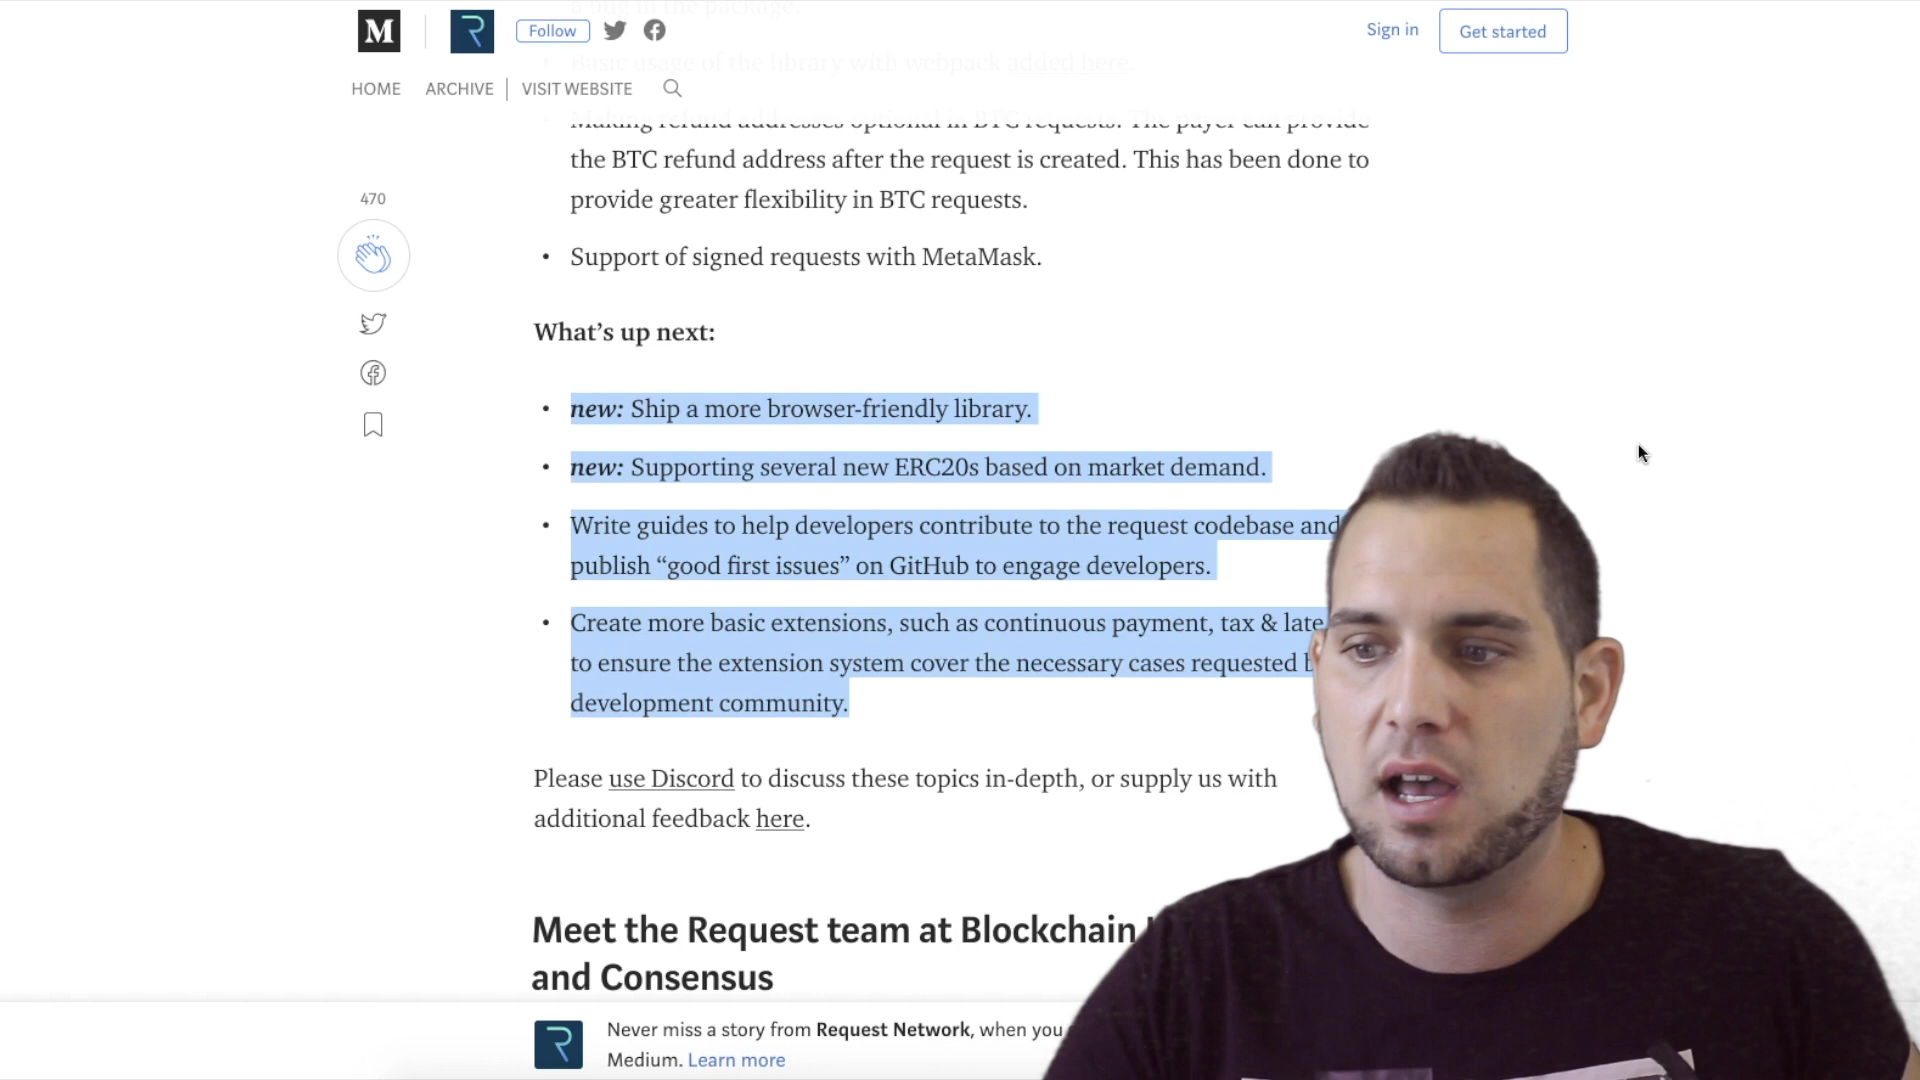 a bug in the package.
M
Follow
Sign in
Get started
Basic usage of the library with webpack added here.
HOME ARCHIVE VISIT WEBSITE
Making refund addresses optional in BTC requests. The payer can provide
the BTC refund address after the request is created. This has been done to
provide greater flexibility in BTC requests.
470
• Support of signed requests with MetaMask.
What’s up next:
• new: Ship a more browser-friendly library.
• new: Supporting several new ERC20s based on market demand.
• Write guides to help developers contribute to the request codebase and
publish “good first issues” on GitHub to engage developers.
• Create more basic extensions, such as continuous payment, tax & late
to ensure the extension system cover the necessary cases requested
development community.
Please use Discord to discuss these topics in-depth, or supply us with
additional feedback here.
Meet the Request team at Blockchain
and Consensus
Never miss a story from Request Network, when you
Medium. Learn more